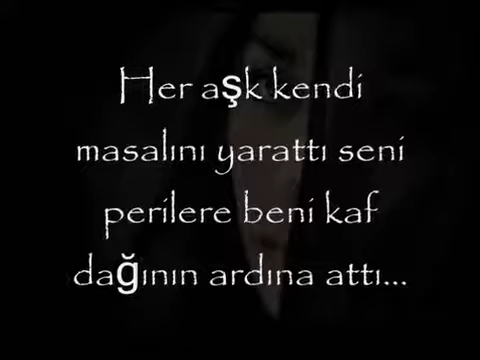 Her aşk kendi
masalını yarattı seni
perilere beni kaf
dağının ardına attı...